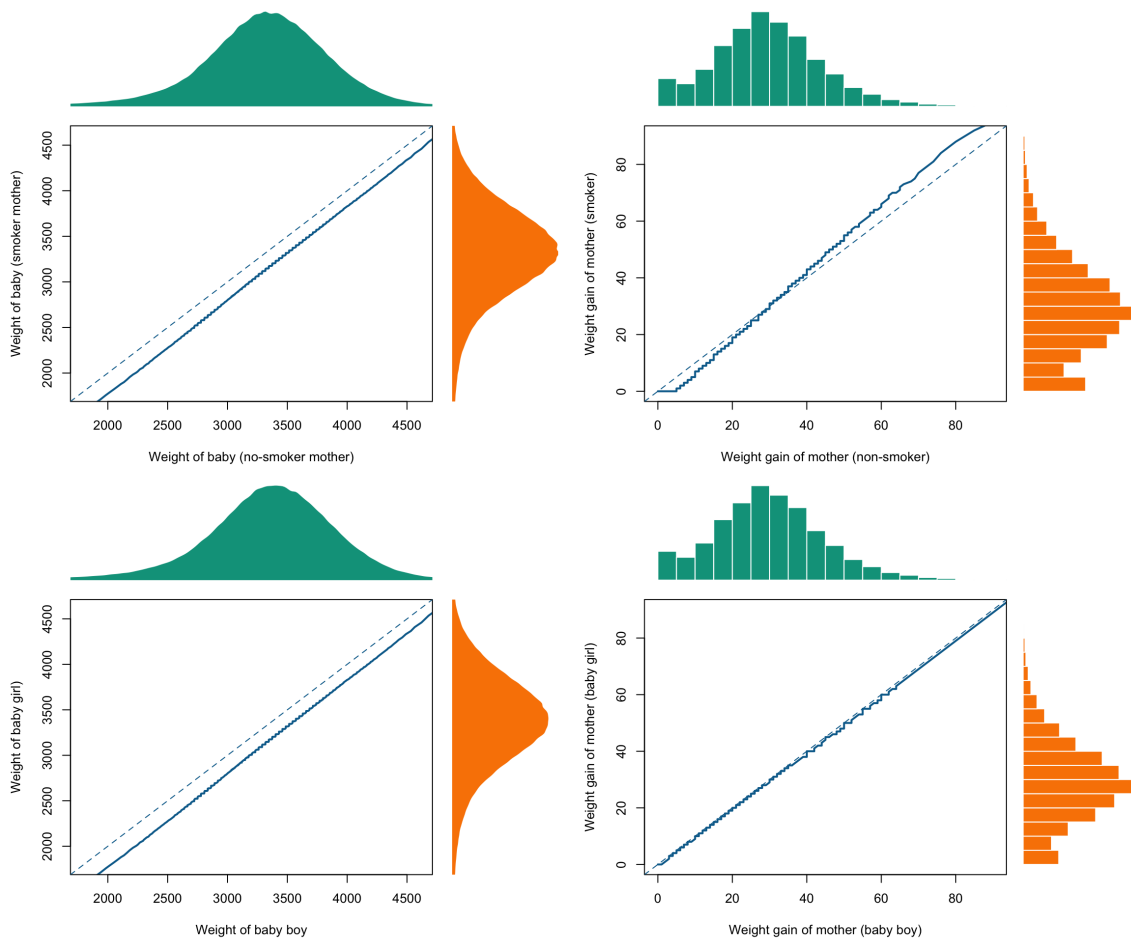 4500
4000
3500
3000
2500
2000
Weight of baby (smoker mother)
2000 2500 3000 3500 4000 4500
Weight of baby (no-smoker mother)
80
60
40
20
0
Weight gain of mother (smoker)
0 20 40 60 80
Weight gain of mother (non-smoker)
4500
4000
3500
3000
2500
2000
Weight of baby girl)
2000 2500 3000 3500 4000 4500
Weight of baby boy
80
60
40
20
0
Weight gain of mother (baby girl)
0 20 40 60 80
Weight gain of mother (baby boy)